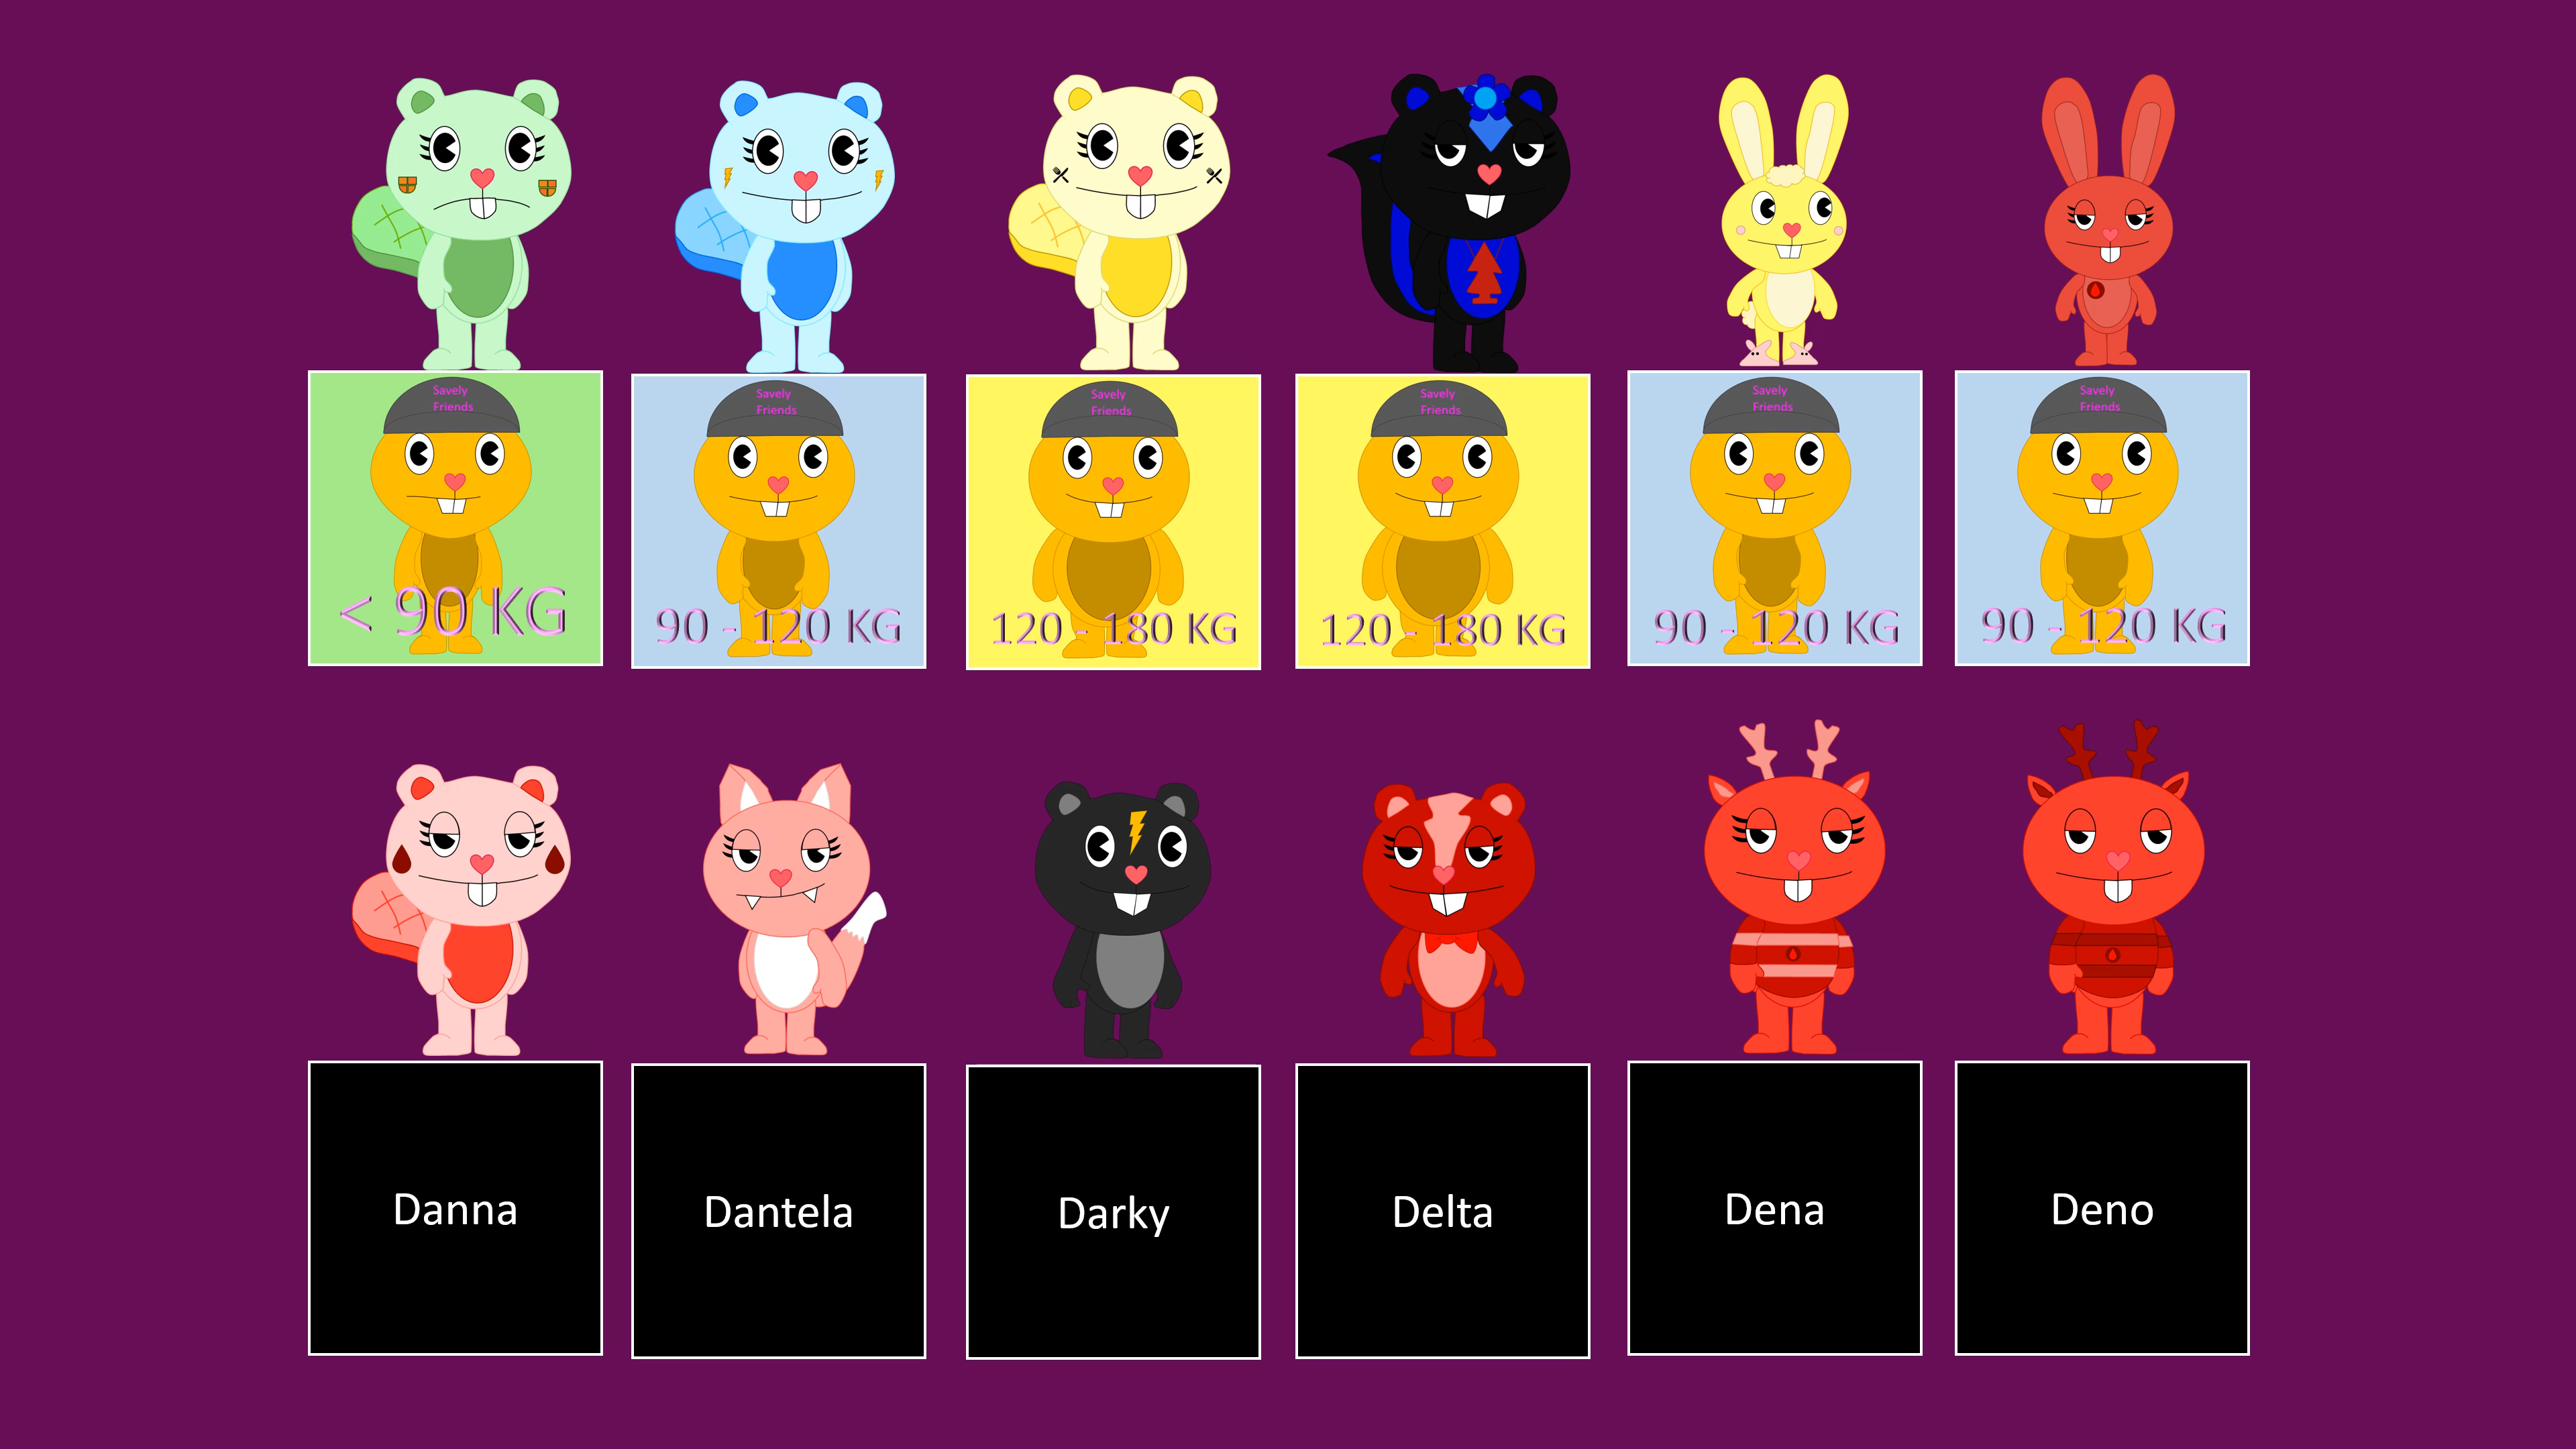 Savely
Friends
< 90 KG
Savely
Friends
90 - 120 KG
Savely
Friends
120 - 180 KG
Savely
Friends
120 - 180 KG
Savely
Friends
90 - 120 KG
Savely
Friends
90 - 120 KG
Danna
Dantela
Darky
Delta
Dena
Deno